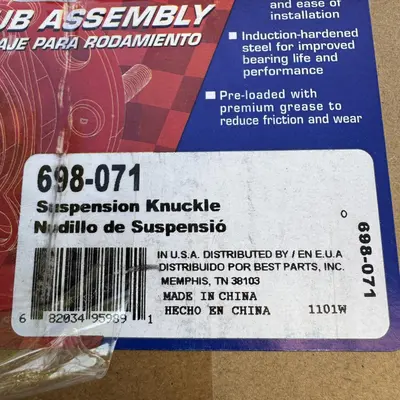 UB ASSEMBLY
AJE PARA RODAMIENTO
and ease of
installation
Induction-hardened
steel for improved
bearing life and
performance
Pre-loaded with
premium grease to
reduce friction and wear
698-071
Suspension Knuckle
Nudillo de Suspensió
0
698-071
IN U.S.A. DISTRIBUTED BY / EN E.U.A
DISTRIBUIDO POR BEST PARTS, INC.
MEMPHIS, TN 38103
MADE IN CHINA
HECHO EN CHINA 1101W
6 82034 95989 1